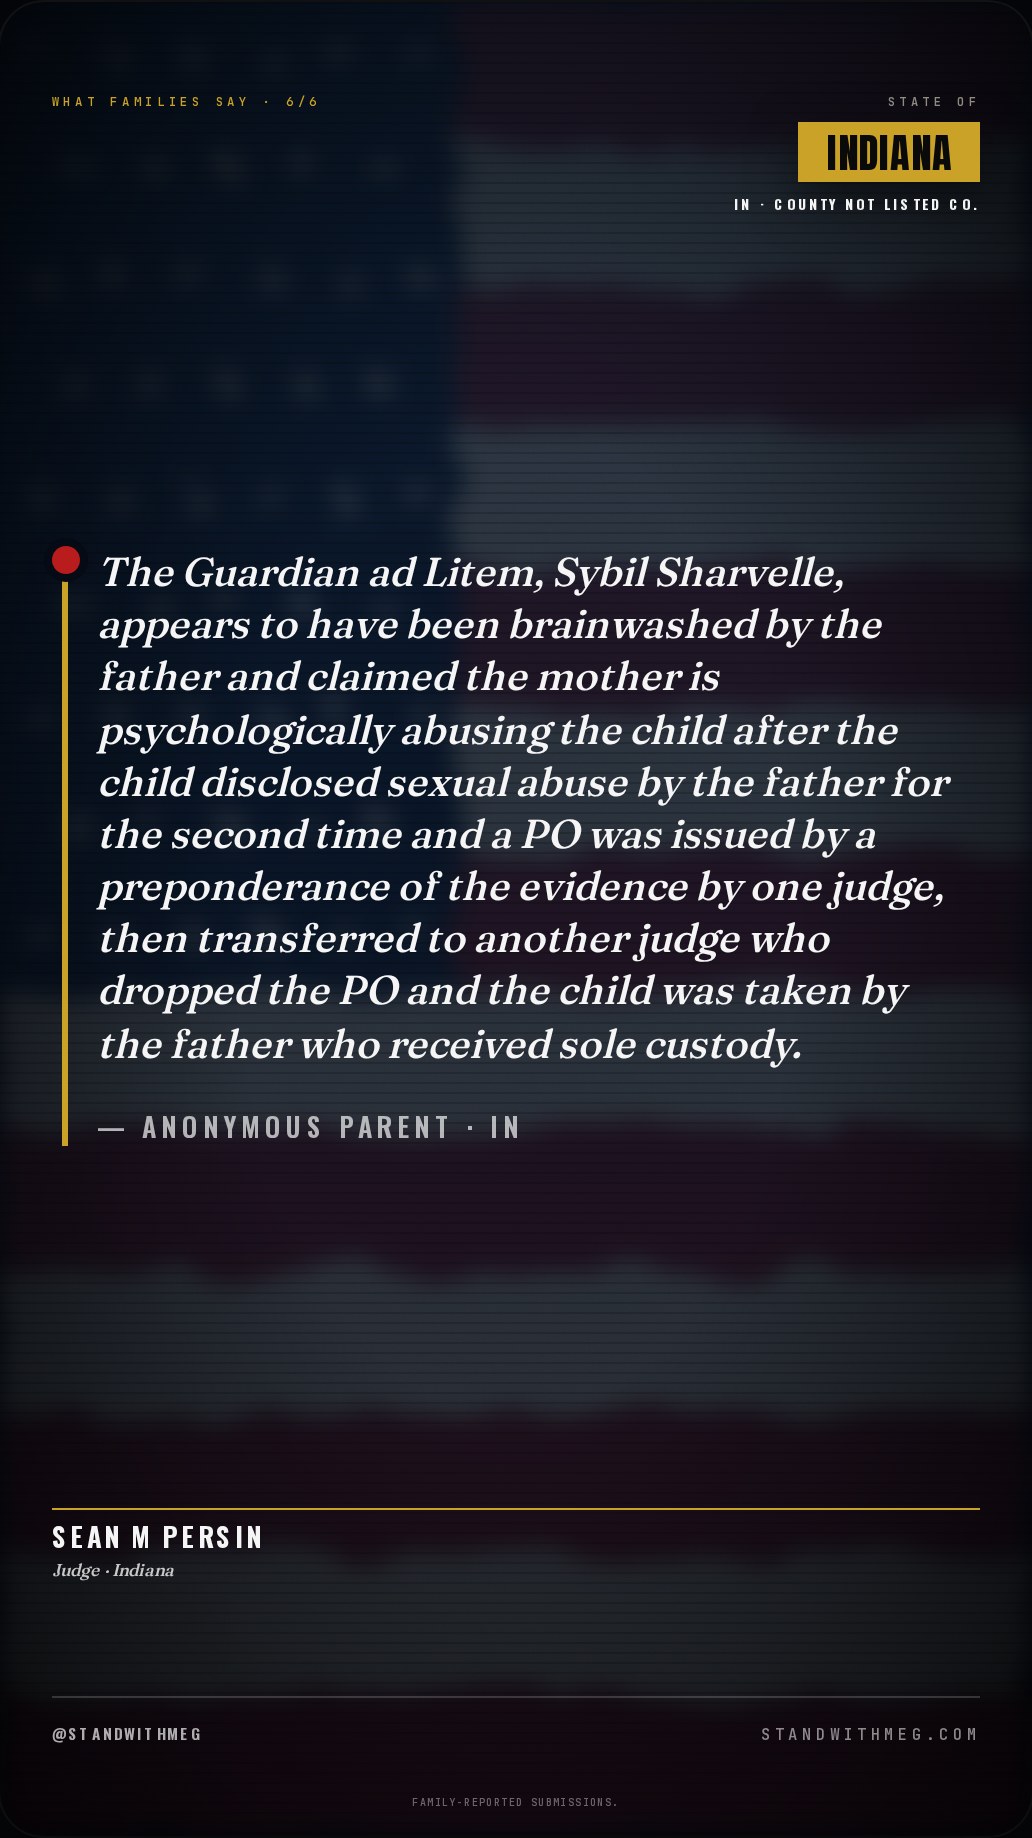 WHAT FAMILIES SAY · 6/6
STATE OF
INDIANA
IN · COUNTY NOT LISTED CO.
The Guardian ad Litem, Sybil Sharvelle,
appears to have been brainwashed by the
father and claimed the mother is
psychologically abusing the child after the
child disclosed sexual abuse by the father for
the second time and a PO was issued by a
preponderance of the evidence by one judge,
then transferred to another judge who
dropped the PO and the child was taken by
the father who received sole custody.
— ANONYMOUS PARENT · IN
SEAN M PERSIN
Judge · Indiana
@STANDWITHMEG
STANDWITHMEG.COM
FAMILY-REPORTED SUBMISSIONS.